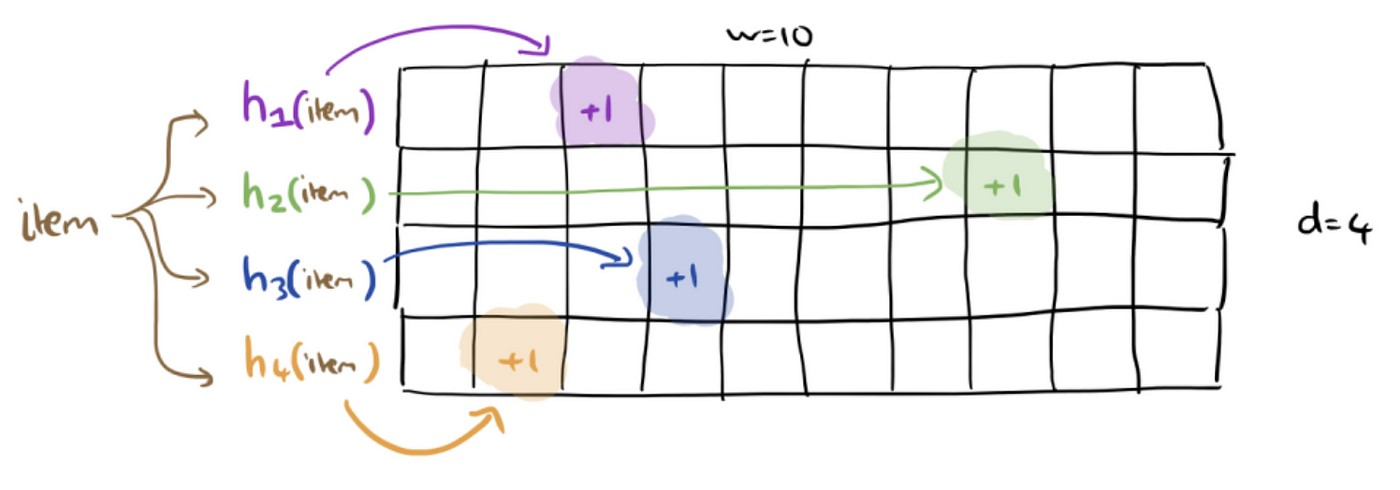 w=10
h1(item) +1
h2(item) +1
item
d=4
h3(item) +1
h4(item) +1